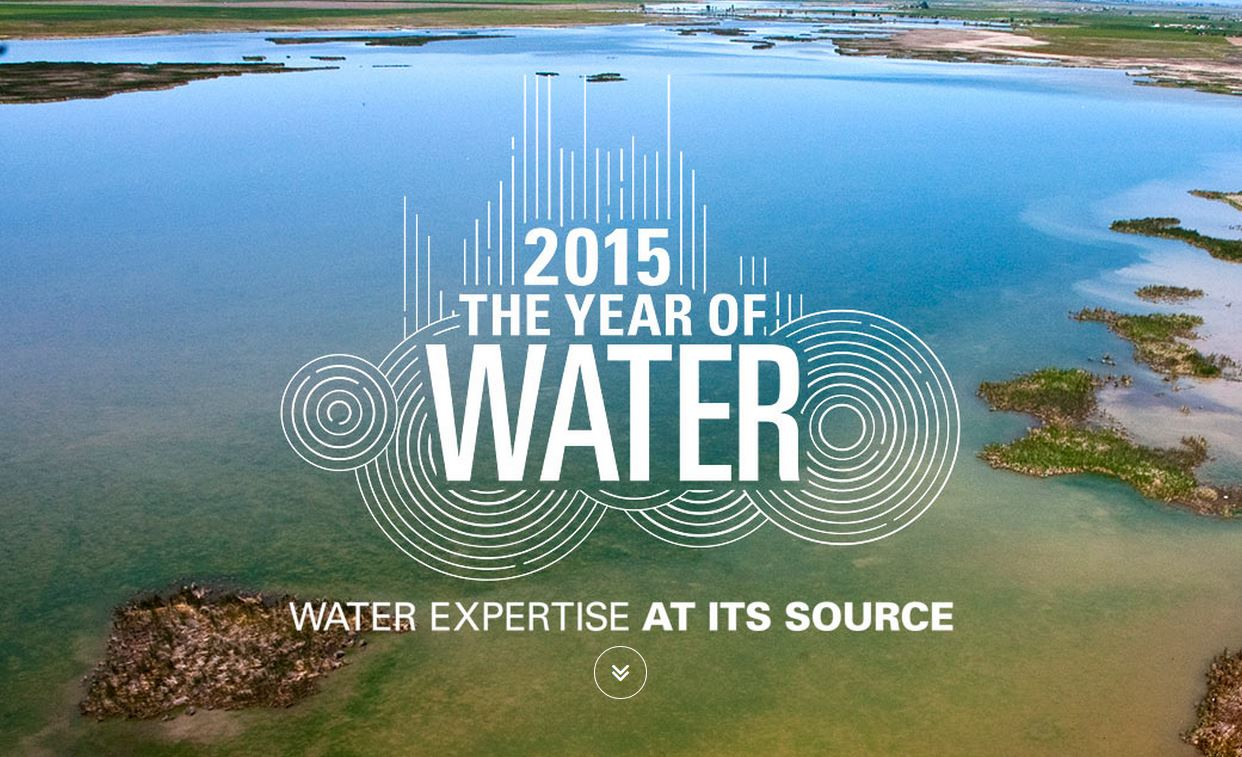 2015
THE YEAR OF
WATER
WATER EXPERTISE AT ITS SOURCE